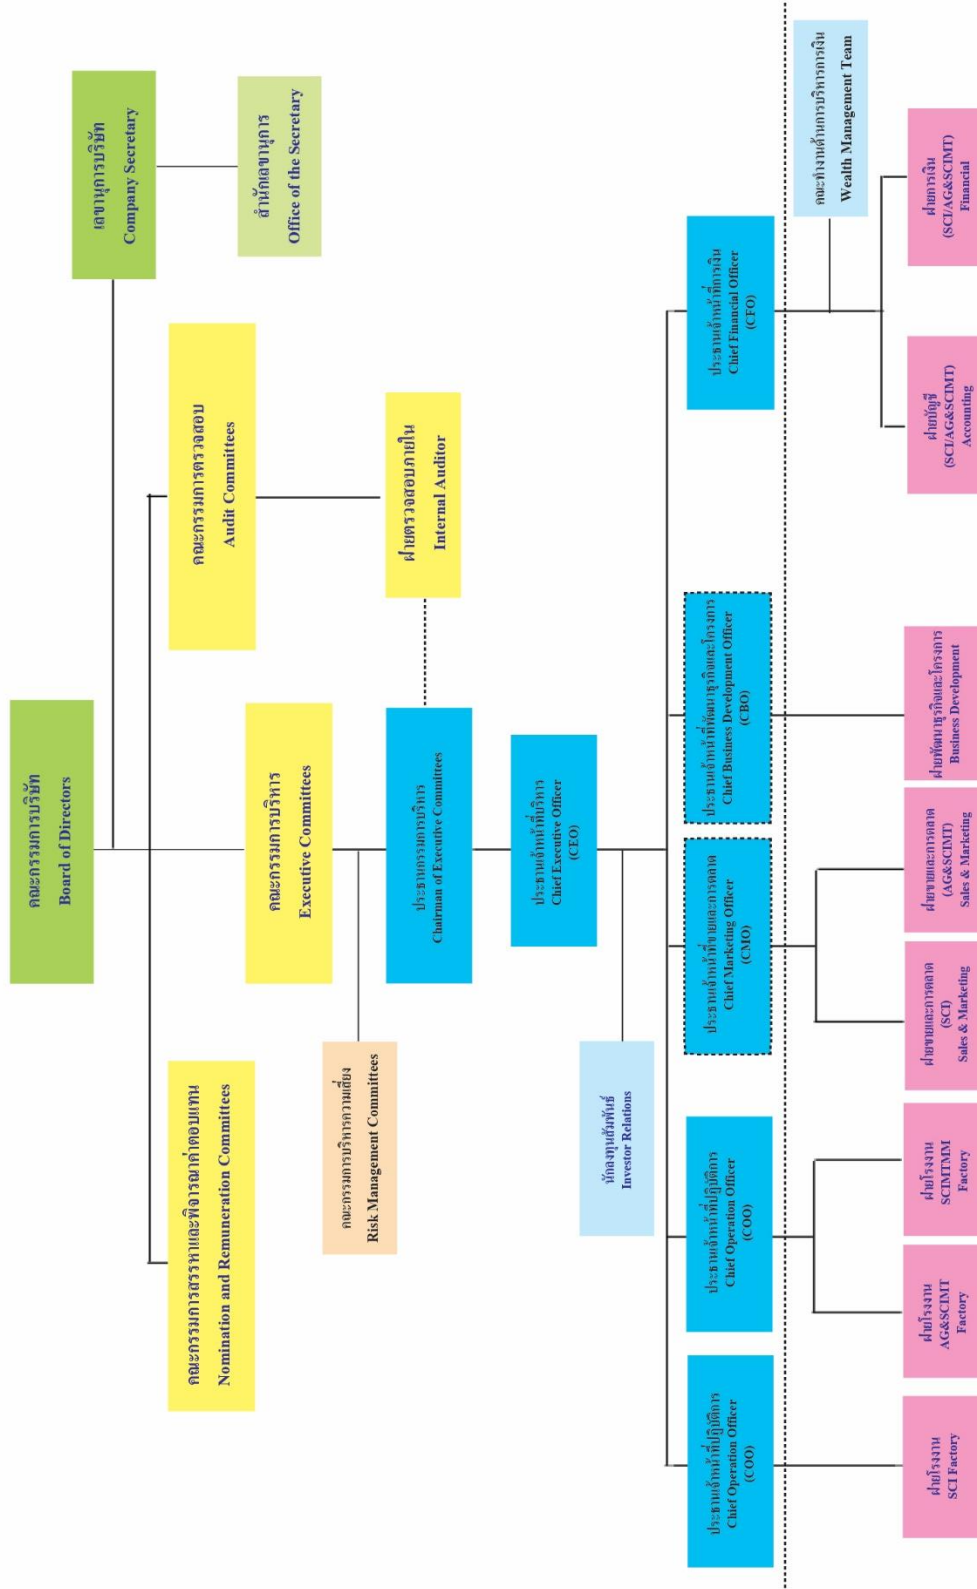 คณะกรรมการบริษัท
Board of Directors
เลขานุการบริษัท
Company Secretary
สำนักเลขานุการ
Office of the Secretary
คณะกรรมการสรรหาและพิจารณาค่าตอบแทน
Nomination and Remuneration Committees
คณะกรรมการบริหาร
Executive Committees
คณะกรรมการตรวจสอบ
Audit Committees
คณะกรรมการบริหารความเสี่ยง
Risk Management Committees
ประธานกรรมการบริหาร
Chairman of Executive Committees
ฝ่ายตรวจสอบภายใน
Internal Auditor
ประธานเจ้าหน้าที่บริหาร
Chief Executive Officer
(CEO)
นักลงทุนสัมพันธ์
Investor Relations
ประธานเจ้าหน้าที่ปฏิบัติการ
Chief Operation Officer
(COO)
ประธานเจ้าหน้าที่ปฏิบัติการ
Chief Operation Officer
(COO)
ประธานเจ้าหน้าที่ขายและการตลาด
Chief Marketing Officer
(CMO)
ประธานเจ้าหน้าที่พัฒนาธุรกิจและโครงการ
Chief Business Development Officer
(CBO)
ประธานเจ้าหน้าที่การเงิน
Chief Financial Officer
(CFO)
คณะทำงานด้านการบริหารการเงิน
Wealth Management Team
ฝ่ายโรงงาน
SCI Factory
ฝ่ายโรงงาน
AG&SCIMT
Factory
ฝ่ายโรงงาน
SCIMTMM
Factory
ฝ่ายขายและการตลาด
(SCI)
Sales & Marketing
ฝ่ายขายและการตลาด
(AG&SCIMT)
Sales & Marketing
ฝ่ายพัฒนาธุรกิจและโครงการ
Business Development
ฝ่ายบัญชี
(SCI/AG&SCIMT)
Accounting
ฝ่ายการเงิน
(SCI/AG&SCIMT)
Financial